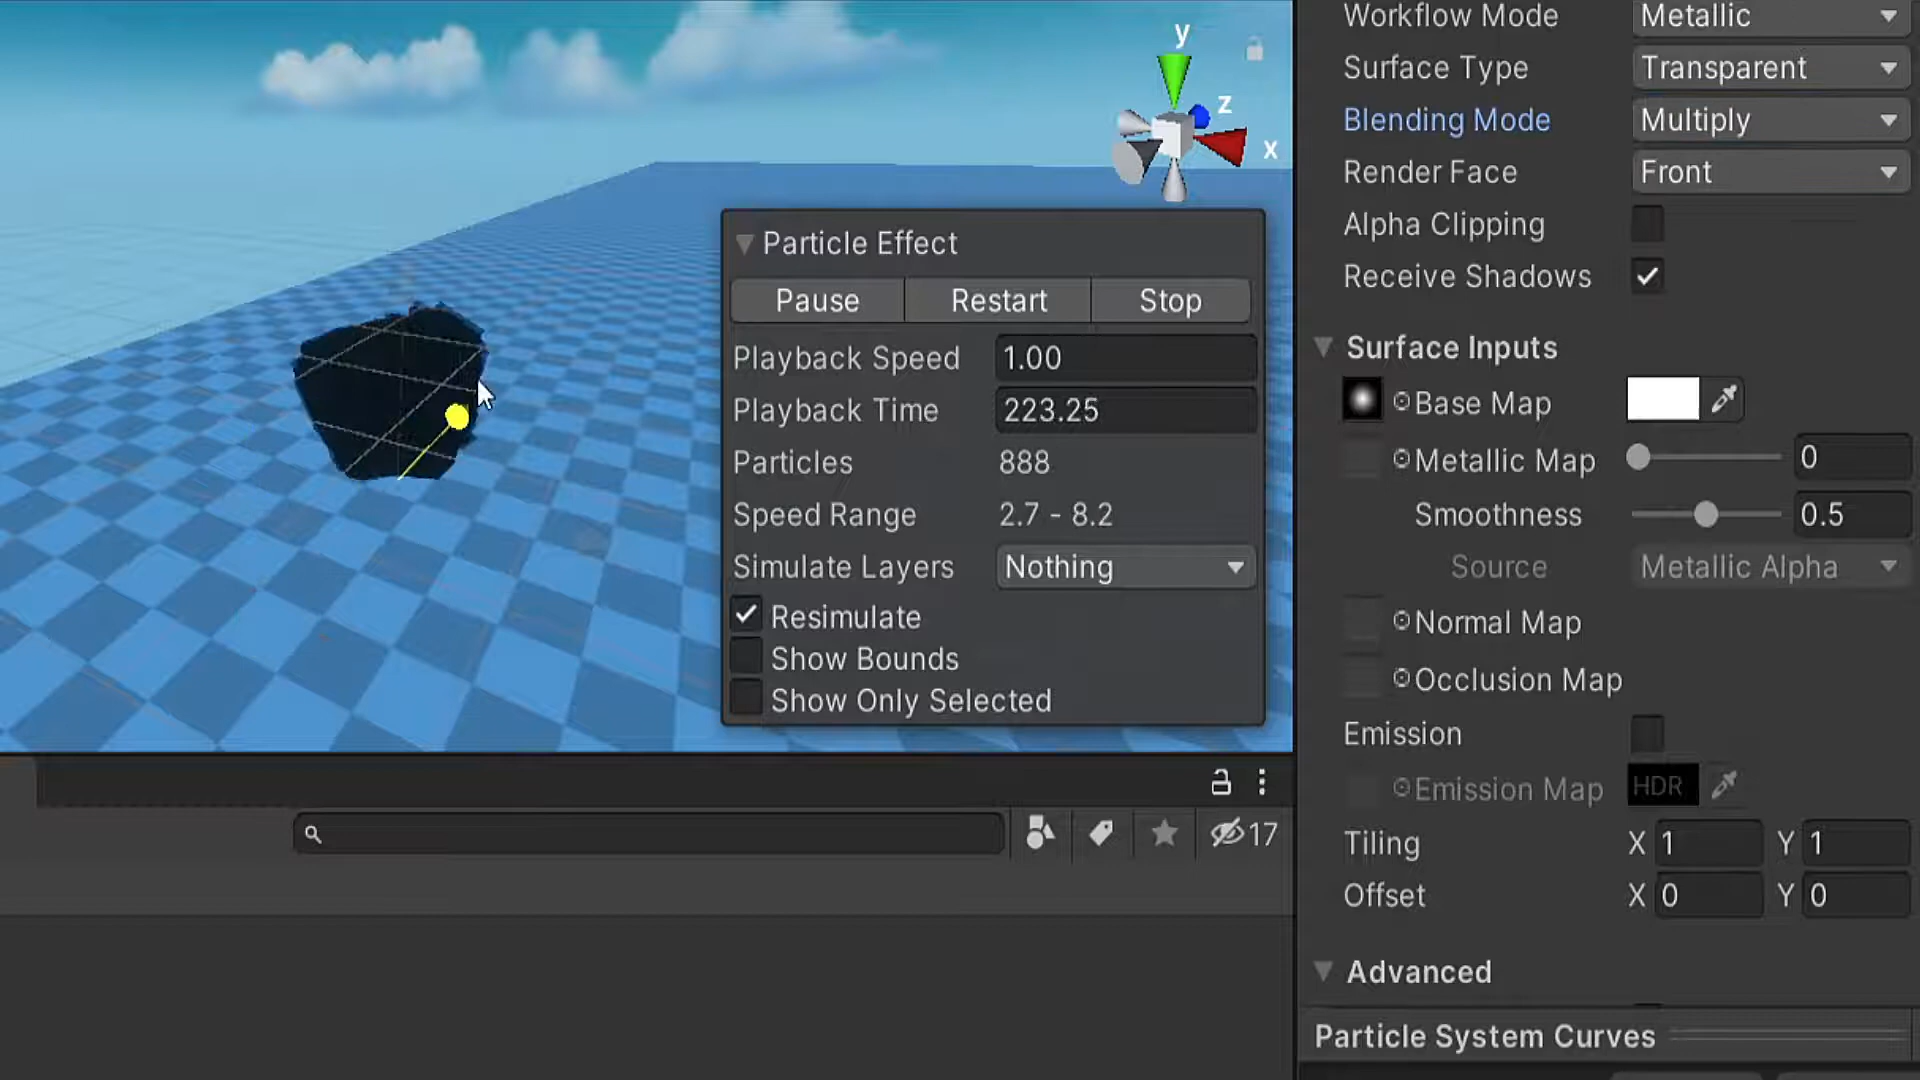 y
z
x
Particle Effect
Pause Restart Stop
Playback Speed 1.00
Playback Time 223.25
Particles 888
Speed Range 2.7 - 8.2
Simulate Layers Nothing
Resimulate
Show Bounds
Show Only Selected
17
Workflow Mode Metallic
Surface Type Transparent
Blending Mode Multiply
Render Face Front
Alpha Clipping
Receive Shadows
Surface Inputs
Base Map
Metallic Map 0
Smoothness 0.5
Source Metallic Alpha
Normal Map
Occlusion Map
Emission
Emission Map HDR
Tiling X 1 Y 1
Offset X 0 Y 0
Advanced
Particle System Curves